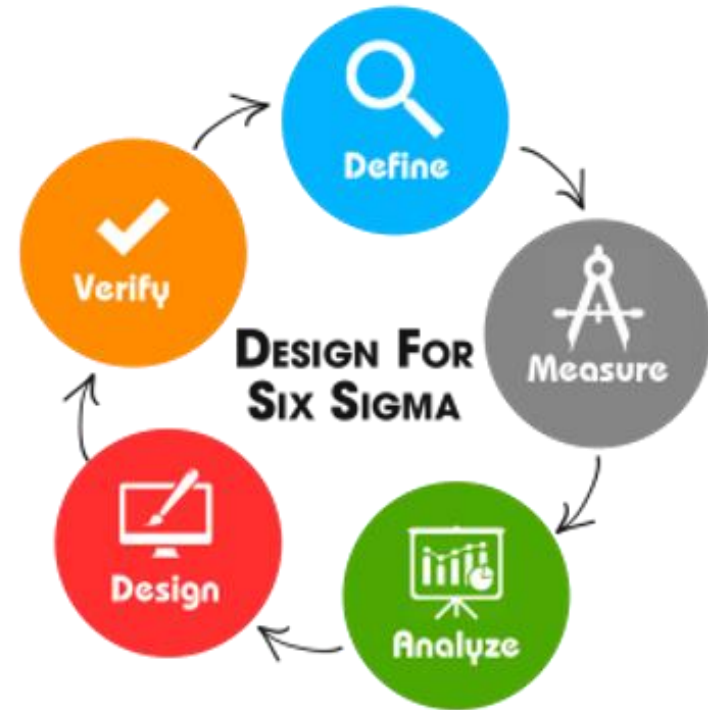 Define
Measure
Analyze
Design
Verify
DESIGN FOR
SIX SIGMA